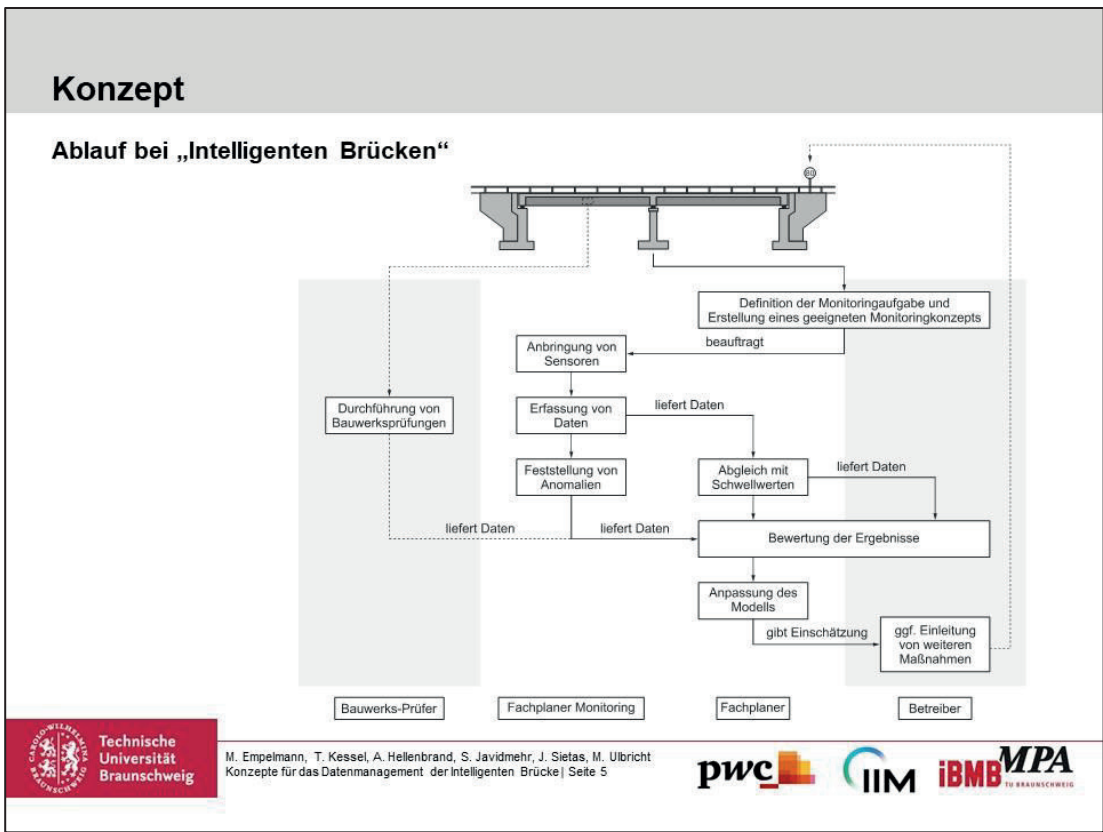 Konzept
Ablauf bei „Intelligenten Brücken“
80
Definition der Monitoringaufgabe und
Erstellung eines geeigneten Monitoringkonzepts
beauftragt
Anbringung von
Sensoren
Durchführung von
Bauwerksprüfungen
Erfassung von
Daten
liefert Daten
Feststellung von
Anomalien
Abgleich mit
Schwellwerten
liefert Daten
liefert Daten
liefert Daten
Bewertung der Ergebnisse
Anpassung des
Modells
gibt Einschätzung
ggf. Einleitung
von weiteren
Maßnahmen
Bauwerks-Prüfer
Fachplaner Monitoring
Fachplaner
Betreiber
CAROLO-WILHELMINA
BRAUNSCHWEIG
Technische
Universität
Braunschweig
M. Empelmann, T. Kessel, A. Hellenbrand, S. Javidmehr, J. Sietas, M. Ulbricht
Konzepte für das Datenmanagement der Intelligenten Brücke | Seite 5
pwc
IIM
iBMB MPA
TU BRAUNSCHWEIG